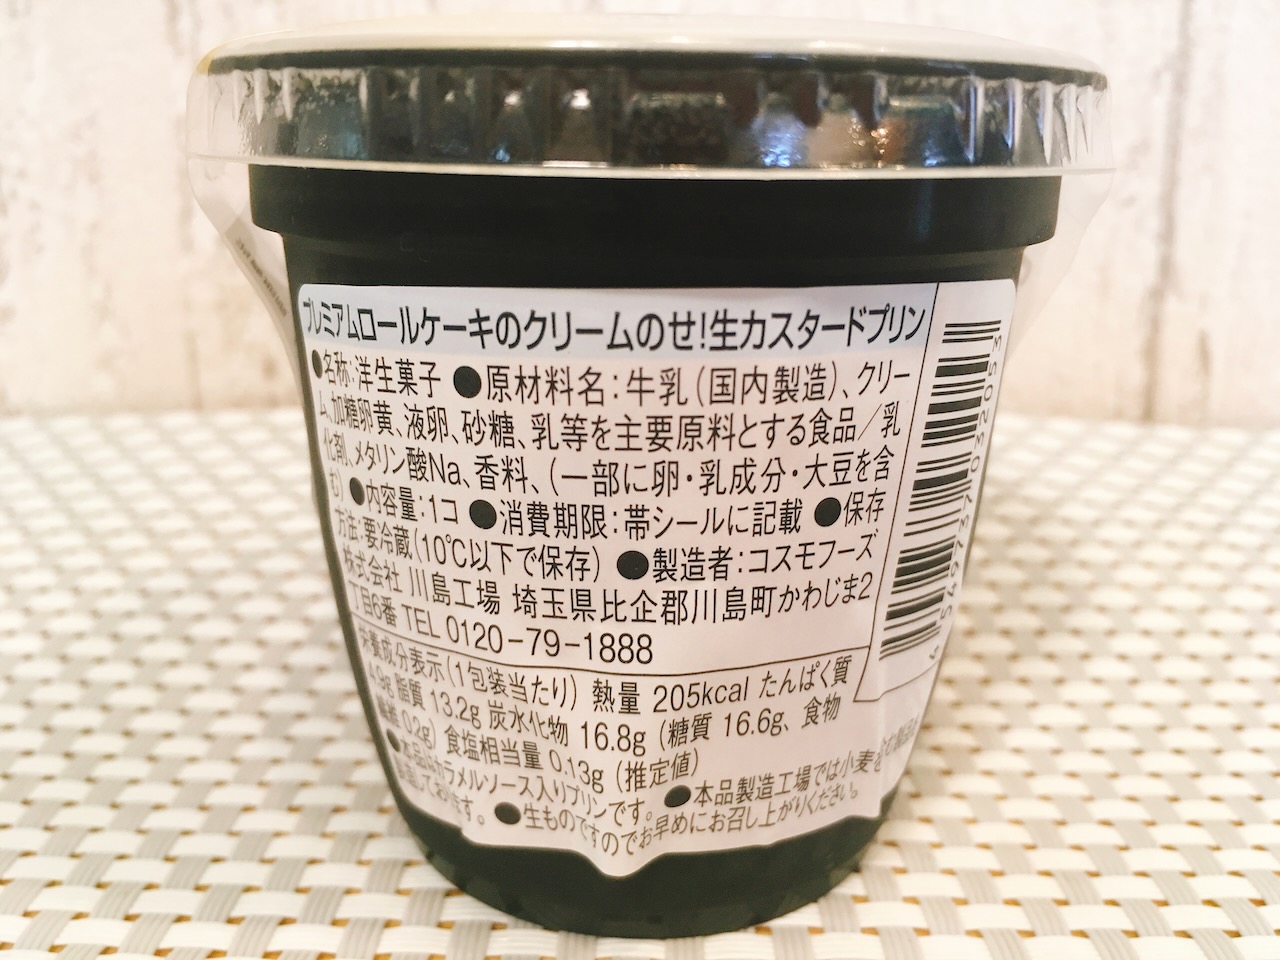 プレミアムロールケーキのクリームのせ!生カスタードプリン
●名称:洋生菓子 ●原材料名:牛乳(国内製造)、クリー
ム、加糖卵黄、液卵、砂糖、乳等を主要原料とする食品/乳
化剤、メタリン酸Na、香料、(一部に卵・乳成分・大豆を含
む) ●内容量:1コ ●消費期限:帯シールに記載 ●保存
方法:要冷蔵(10℃以下で保存) ●製造者:コスモフーズ
株式会社 川島工場 埼玉県比企郡川島町かわじま2
丁目6番 TEL 0120-79-1888
栄養成分表示(1包装当たり) 熱量 205kcal たんぱく質
4.9g 脂質 13.2g 炭水化物 16.8g (糖質 16.6g、食物
繊維 0.2g) 食塩相当量 0.13g (推定値)
●本品はカラメルソース入りプリンです。 ●本品製造工場では小麦を
しております。 ●生ものですのでお早めにお召し上がりください。